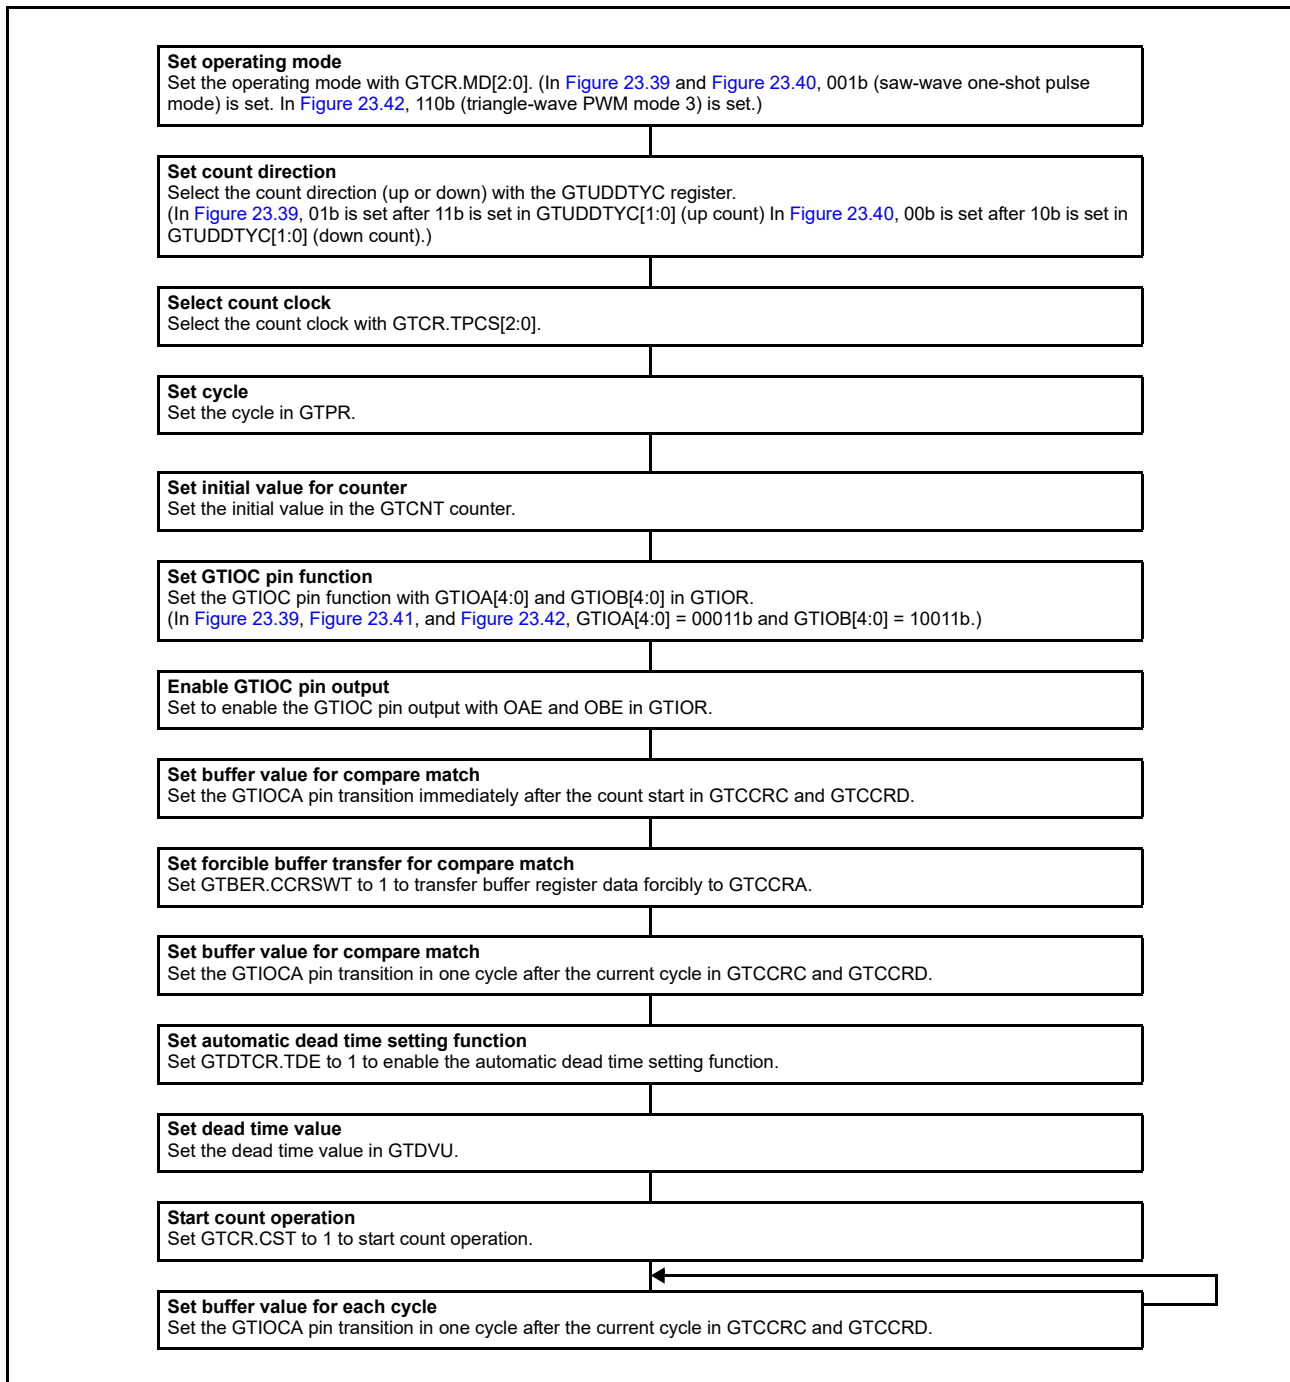 Set operating mode
Set the operating mode with GTCR.MD[2:0]. (In Figure 23.39 and Figure 23.40, 001b (saw-wave one-shot pulse
mode) is set. In Figure 23.42, 110b (triangle-wave PWM mode 3) is set.)
Set count direction
Select the count direction (up or down) with the GTUDDTYC register.
(In Figure 23.39, 01b is set after 11b is set in GTUDDTYC[1:0] (up count) In Figure 23.40, 00b is set after 10b is set in
GTUDDTYC[1:0] (down count).)
Select count clock
Select the count clock with GTCR.TPCS[2:0].
Set cycle
Set the cycle in GTPR.
Set initial value for counter
Set the initial value in the GTCNT counter.
Set GTIOC pin function
Set the GTIOC pin function with GTIOA[4:0] and GTIOB[4:0] in GTIOR.
(In Figure 23.39, Figure 23.41, and Figure 23.42, GTIOA[4:0] = 00011b and GTIOB[4:0] = 10011b.)
Enable GTIOC pin output
Set to enable the GTIOC pin output with OAE and OBE in GTIOR.
Set buffer value for compare match
Set the GTIOCA pin transition immediately after the count start in GTCCRC and GTCCRD.
Set forcible buffer transfer for compare match
Set GTBER.CCRSWT to 1 to transfer buffer register data forcibly to GTCCRA.
Set buffer value for compare match
Set the GTIOCA pin transition in one cycle after the current cycle in GTCCRC and GTCCRD.
Set automatic dead time setting function
Set GTDTCR.TDE to 1 to enable the automatic dead time setting function.
Set dead time value
Set the dead time value in GTDVU.
Start count operation
Set GTCR.CST to 1 to start count operation.
Set buffer value for each cycle
Set the GTIOCA pin transition in one cycle after the current cycle in GTCCRC and GTCCRD.